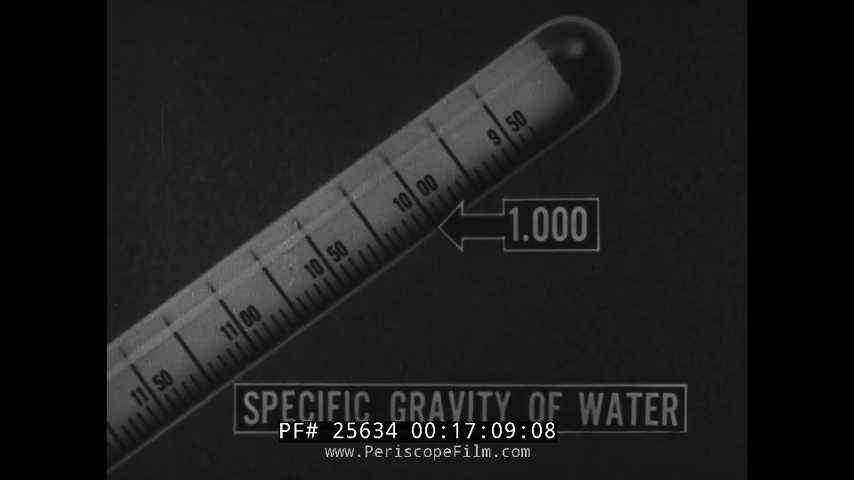 9 50
10 00
1.000
10 50
11 00
11 50
SPECIFIC GRAVITY OF WATER
PF# 25634 00:17:09:08
www.PeriscopeFilm.com